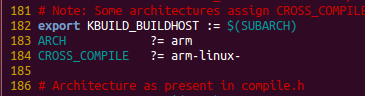 181 # Note: Some architectures assign CROSS_COMPILE
182 export KBUILD_BUILDHOST := $(SUBARCH)
183 ARCH ?= arm
184 CROSS_COMPILE ?= arm-linux-
185
186 # Architecture as present in compile.h